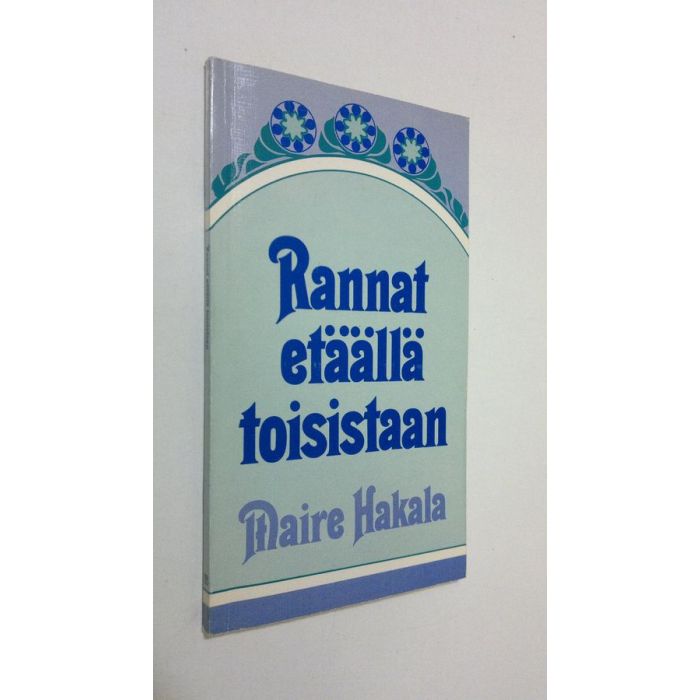 Rannat
etäällä
toisistaan
Maire Hakala